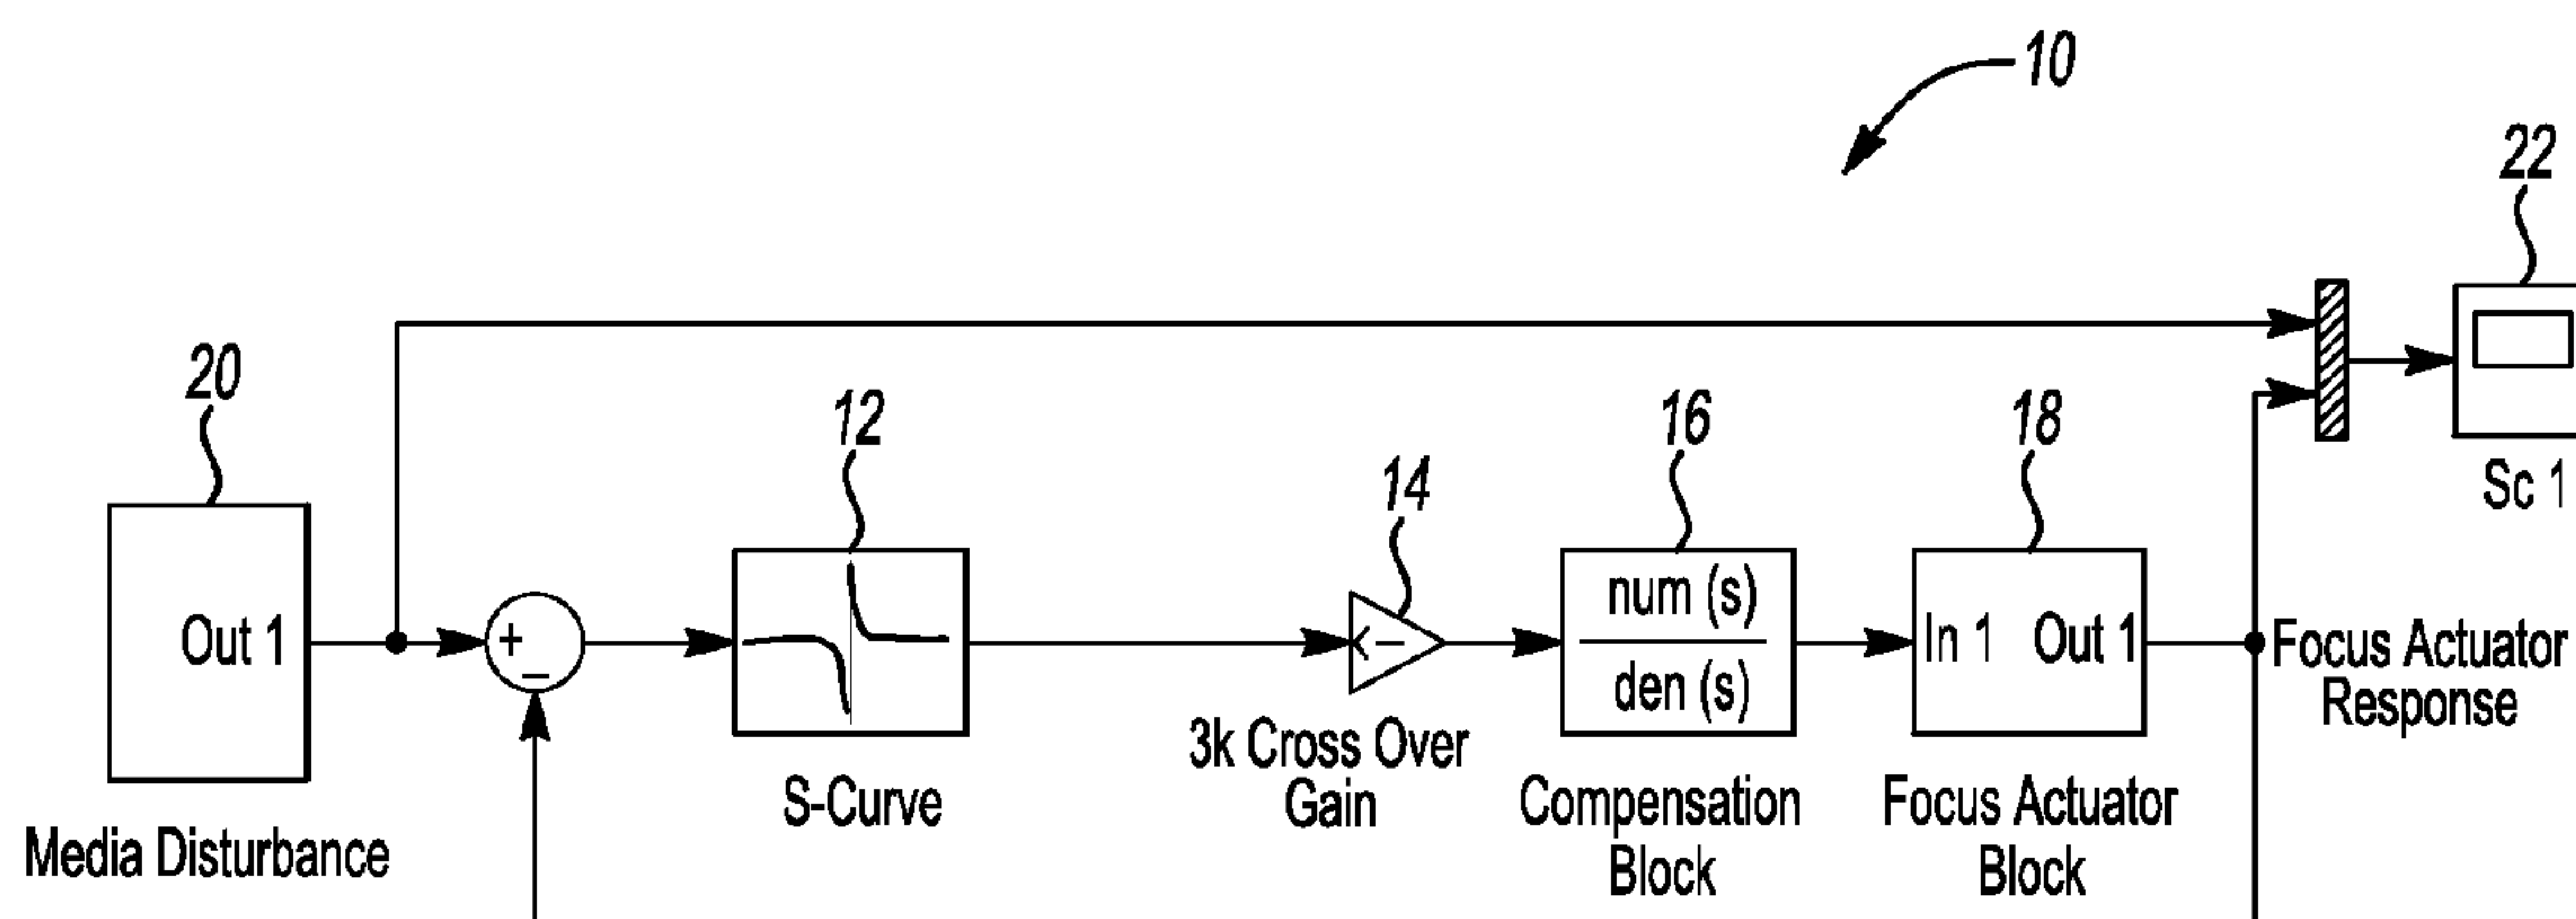 10
22
20
12
16
18
14
Sc 1
Out 1
+
−
<-
num (s)
den (s)
In 1 Out 1
Focus Actuator
Response
3k Cross Over
Gain
S-Curve
Compensation
Block
Focus Actuator
Block
Media Disturbance